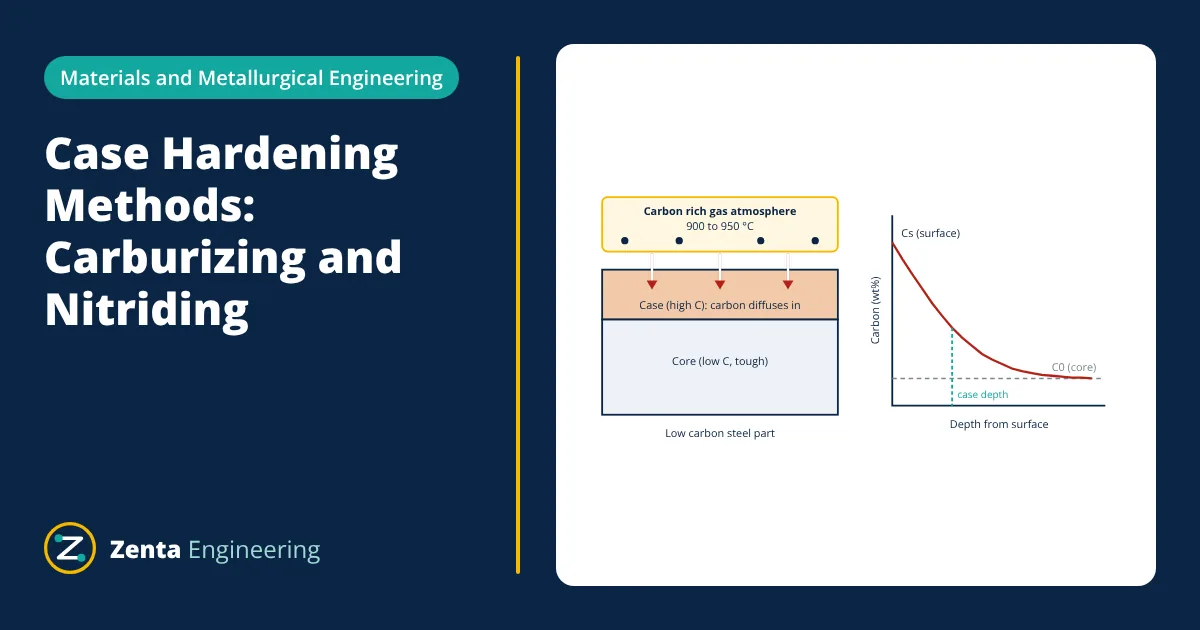 Materials and Metallurgical Engineering
Case Hardening
Methods:
Carburizing and
Nitriding
Zenta Engineering
Carbon rich gas atmosphere
900 to 950 °C
Case (high C): carbon diffuses in
Core (low C, tough)
Low carbon steel part
Cs (surface)
Carbon (wt%)
C0 (core)
case depth
Depth from surface